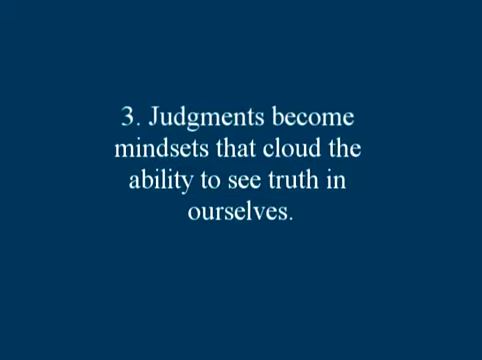 3. Judgments become
mindsets that cloud the
ability to see truth in
ourselves.